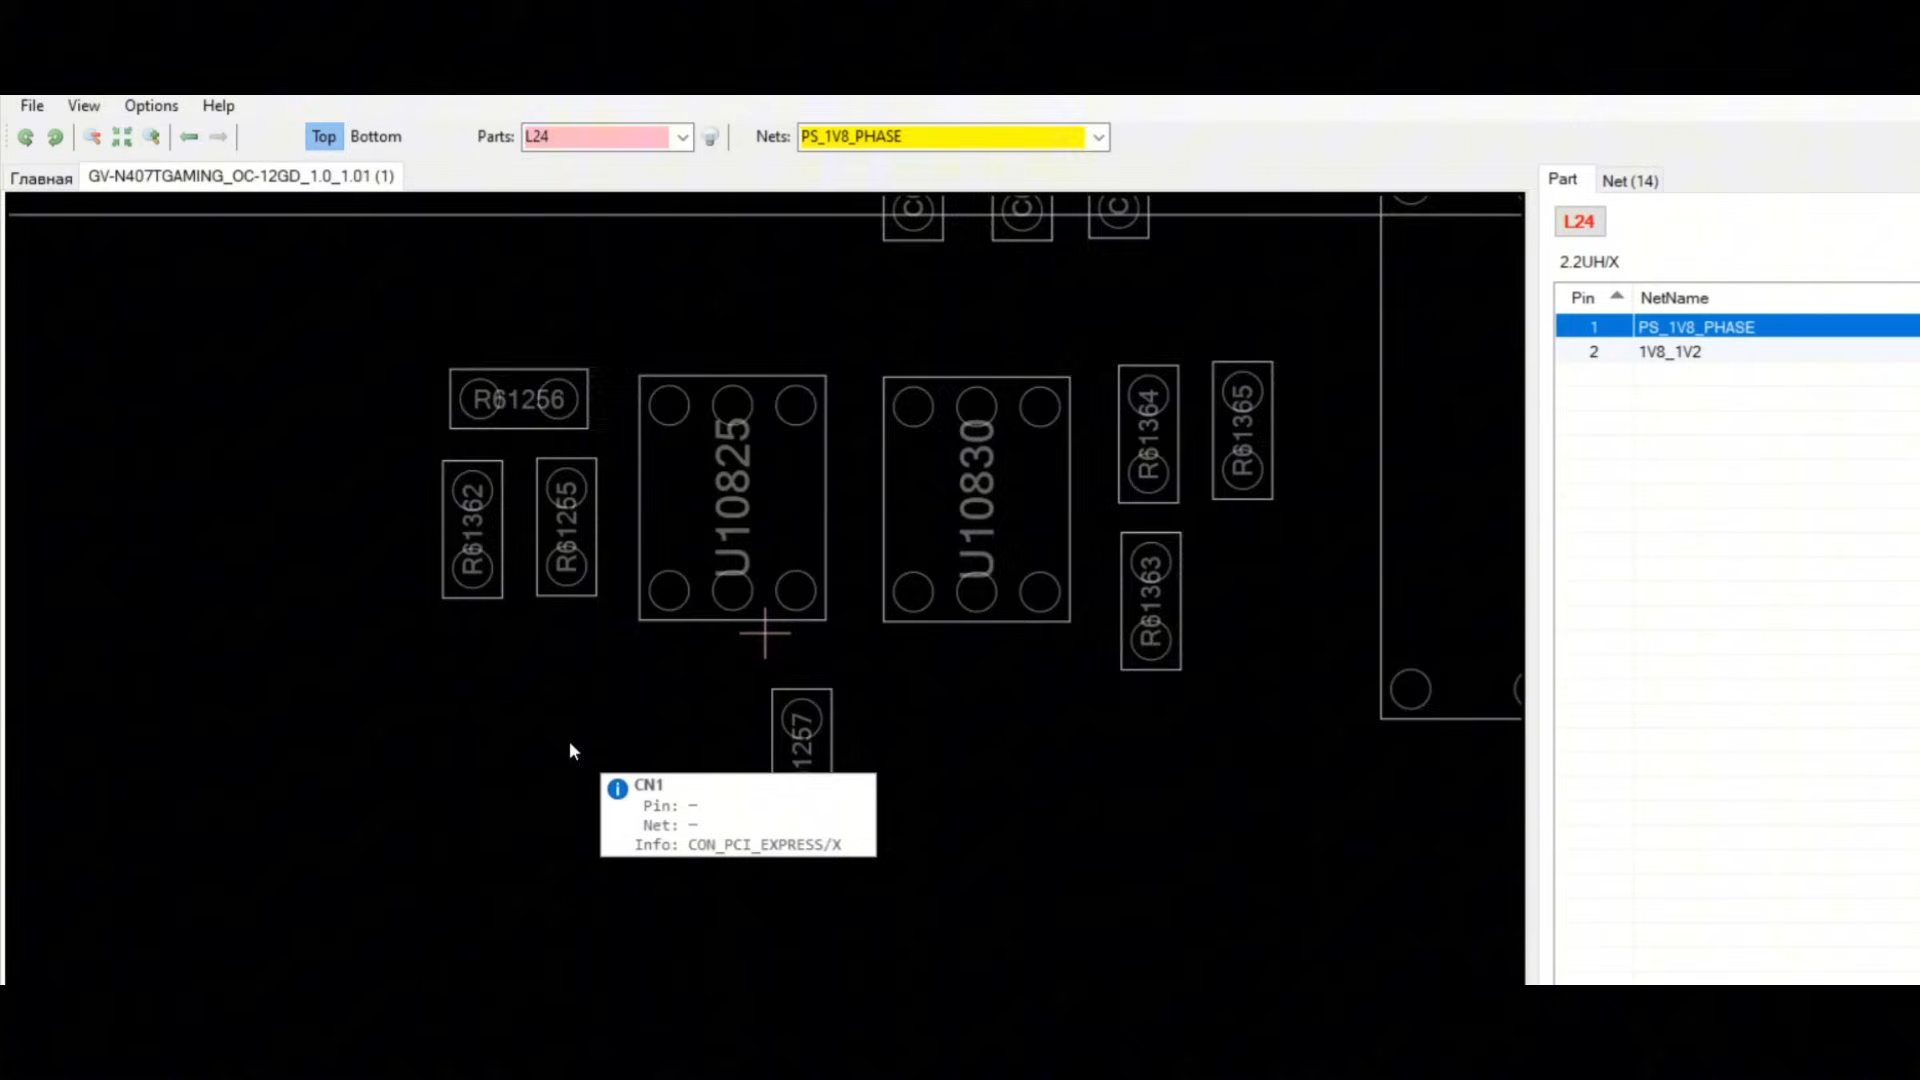 File View Options Help
Top Bottom Parts: L24 Nets: PS_1V8_PHASE
Главная GV-N407TGAMING_OC-12GD_1.0_1.01 (1)
Part Net (14)
L24
2.2UH/X
Pin NetName
1 PS_1V8_PHASE
2 1V8_1V2
C C C
R61256
R61362
R61255
U10825
U10830
R61364
R61365
R61363
1257
CN1
Pin: –
Net: –
Info: CON_PCI_EXPRESS/X